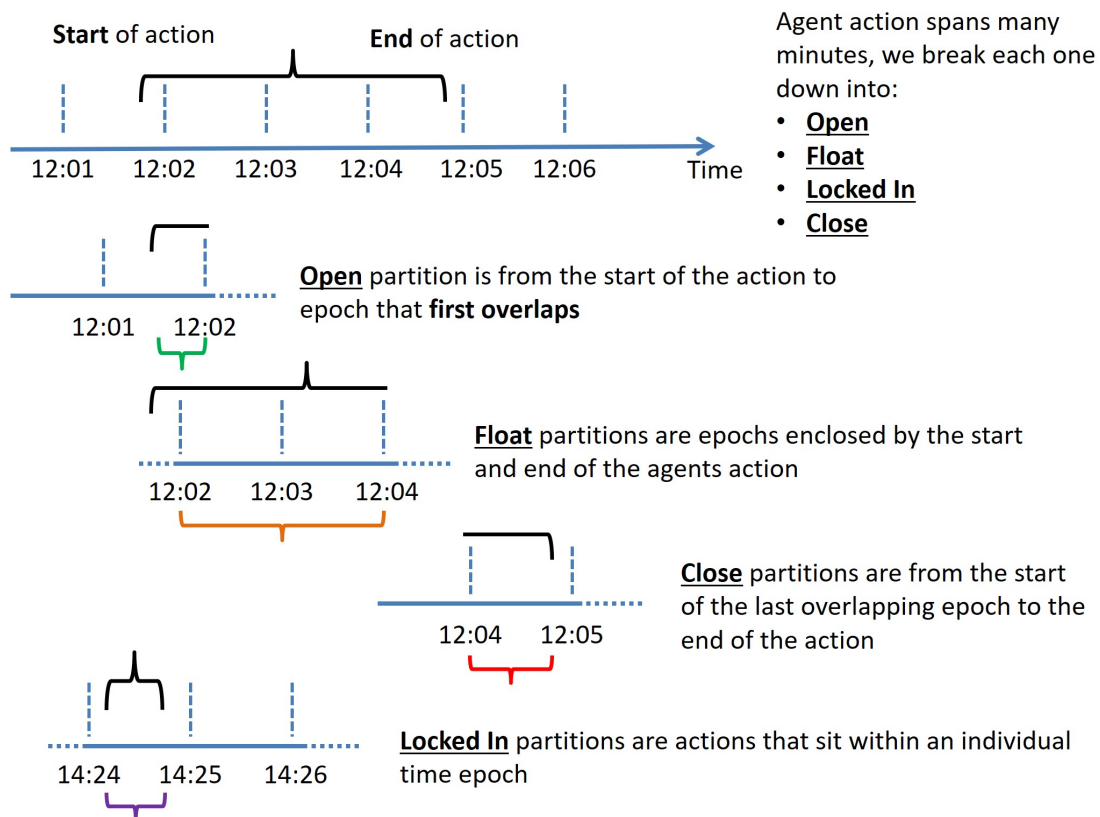 Start of action
End of action
12:01 12:02 12:03 12:04 12:05 12:06 Time
Agent action spans many
minutes, we break each one
down into:
• Open
• Float
• Locked In
• Close
12:01 12:02
Open partition is from the start of the action to
epoch that first overlaps
12:02 12:03 12:04
Float partitions are epochs enclosed by the start
and end of the agents action
12:04 12:05
Close partitions are from the start
of the last overlapping epoch to the
end of the action
14:24 14:25 14:26
Locked In partitions are actions that sit within an individual
time epoch